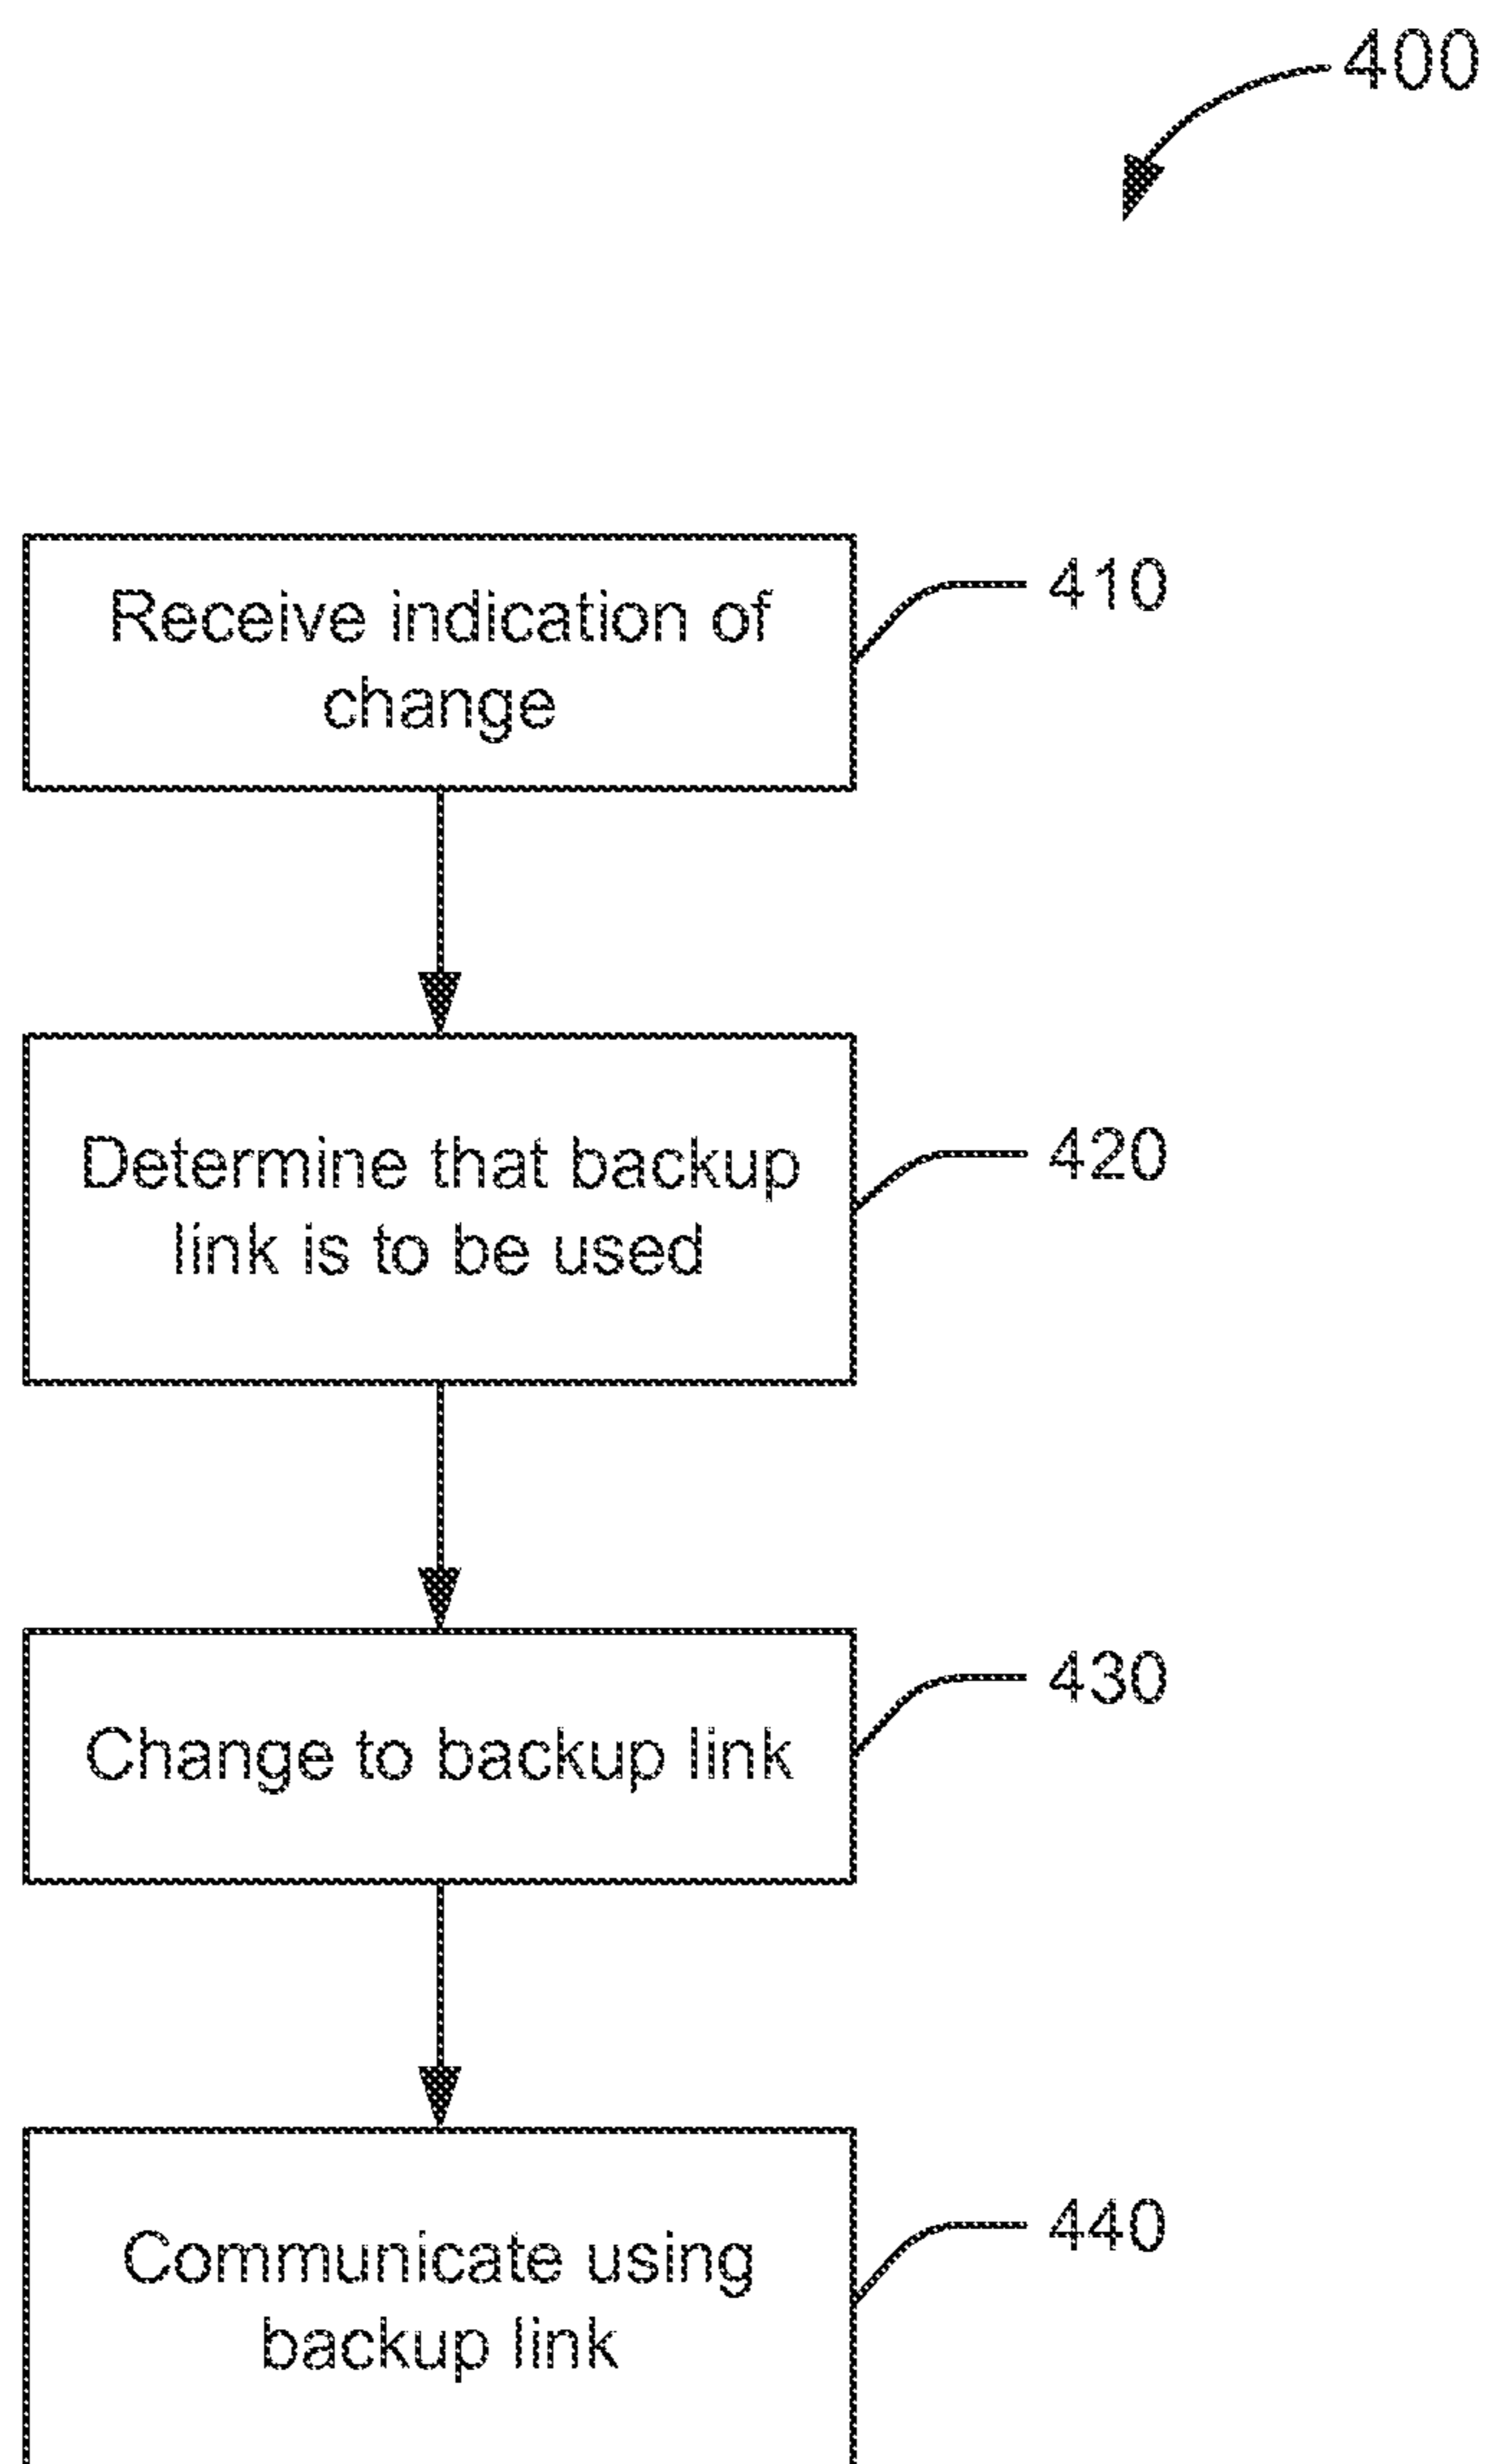 400
Receive indication of
change
410
Determine that backup
link is to be used
420
Change to backup link
430
Communicate using
backup link
440